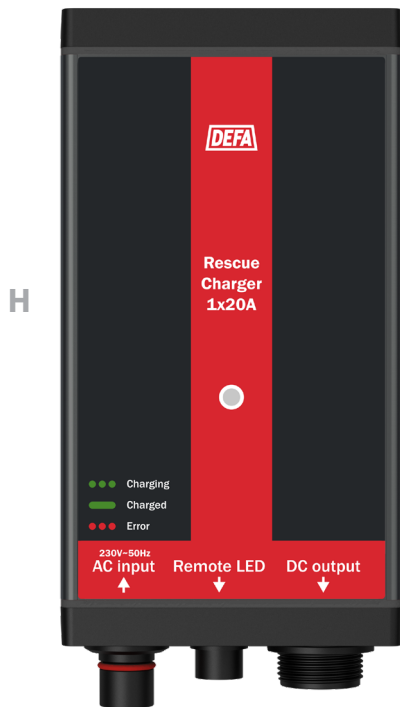 DEFA
H
Rescue
Charger
1x20A
Charging
Charged
Error
230V~50Hz
AC input
Remote LED
DC output